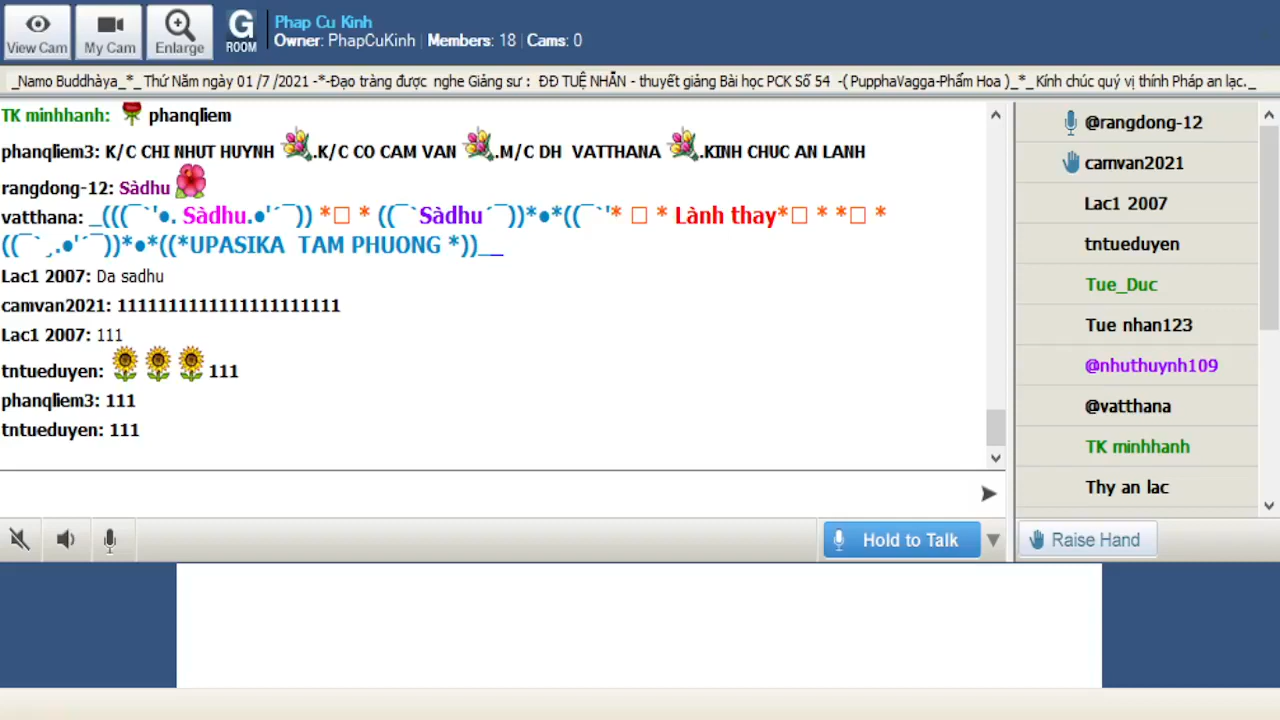 View Cam
My Cam
Enlarge
G
ROOM
Phap Cu Kinh
Owner: PhapCuKinh | Members: 18 | Cams: 0
_Namo Buddhàya_*_ Thứ Năm ngày 01 /7 /2021 -*-Đạo tràng được nghe Giảng sư : ĐĐ TUỆ NHẪN - thuyết giảng Bài học PCK Số 54 -( PupphaVagga-Phẩm Hoa )_*_Kính chúc quý vị thính Pháp an lạc._
TK minhhanh: phanqliem
phanqliem3: K/C CHI NHUT HUYNH .K/C CO CAM VAN .M/C DH VATTHANA .KINH CHUC AN LANH
rangdong-12: Sàdhu
vatthana: _(((¯`'●. Sàdhu.●'´¯)) *□ * ((¯`Sàdhu´¯))*●*((¯`'* □ * Lành thay*□ * *□ *
((¯`¸.●'´¯))*●*((*UPASIKA TAM PHUONG *))__
Lac1 2007: Da sadhu
camvan2021: 1111111111111111111111
Lac1 2007: 111
tntueduyen: 111
phanqliem3: 111
tntueduyen: 111
@rangdong-12
camvan2021
Lac1 2007
tntueduyen
Tue_Duc
Tue nhan123
@nhuthuynh109
@vatthana
TK minhhanh
Thy an lac
Hold to Talk
Raise Hand